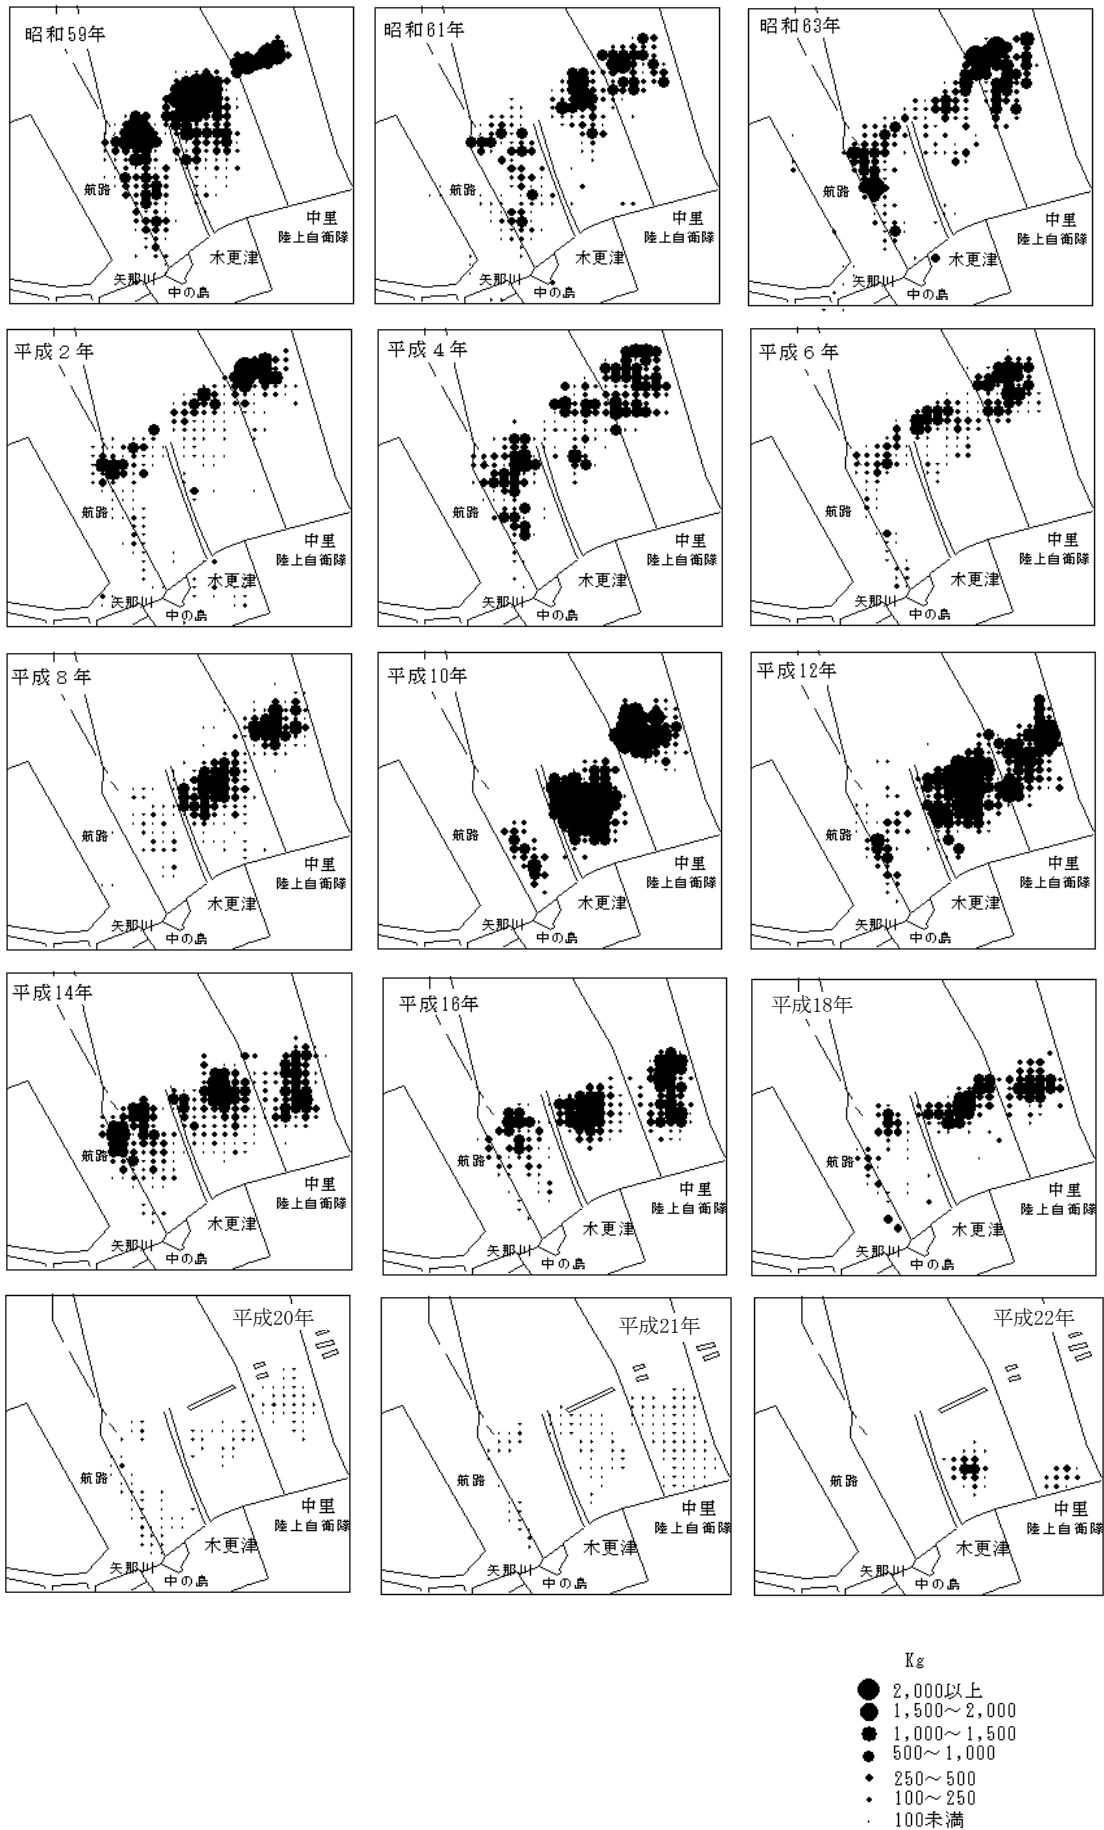 昭和59年
航路
中里
陸上自衛隊
木更津
矢那川
中の島
昭和61年
航路
中里
陸上自衛隊
木更津
矢那川
中の島
昭和63年
航路
中里
陸上自衛隊
木更津
矢那川
中の島
平成2年
航路
中里
陸上自衛隊
木更津
矢那川
中の島
平成4年
航路
中里
陸上自衛隊
木更津
矢那川
中の島
平成6年
航路
中里
陸上自衛隊
木更津
矢那川
中の島
平成8年
航路
中里
陸上自衛隊
木更津
矢那川
中の島
平成10年
航路
中里
陸上自衛隊
木更津
矢那川
中の島
平成12年
航路
中里
陸上自衛隊
木更津
矢那川
中の島
平成14年
航路
中里
陸上自衛隊
木更津
矢那川
中の島
平成16年
航路
中里
陸上自衛隊
木更津
矢那川
中の島
平成18年
航路
中里
陸上自衛隊
木更津
矢那川
中の島
平成20年
航路
中里
陸上自衛隊
木更津
矢那川
中の島
平成21年
航路
中里
陸上自衛隊
木更津
矢那川
中の島
平成22年
航路
中里
陸上自衛隊
木更津
矢那川
中の島
Kg
2,000以上
1,500～2,000
1,000～1,500
500～1,000
250～500
100～250
100未満